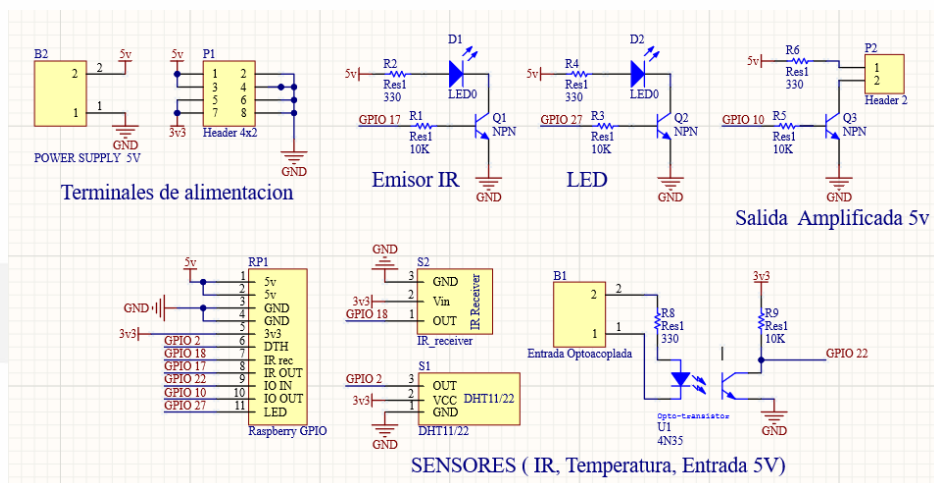 B2
2
2
5v
1
1
GND
POWER SUPPLY 5V
5v
P1
1 2
3 4
5 6
7 8
3v3
Header 4x2
GND
Terminales de alimentacion
D1
5v
R2
Res1
330
LED0
GPIO 17
R1
Res1
10K
Q1
NPN
GND
Emisor IR
D2
5v
R4
Res1
330
LED0
GPIO 27
R3
Res1
10K
Q2
NPN
GND
LED
5v
R6
Res1
330
P2
1
2
Header 2
GPIO 10
R5
Res1
10K
Q3
NPN
GND
Salida Amplificada 5v
5v
RP1
1 5v
2 5v
GND 3 GND
4 GND
3v3 5 3v3
GPIO 2 6 DTH
GPIO 18 7 IR rec
GPIO 17 8 IR OUT
GPIO 22 9 IO IN
GPIO 10 10 IO OUT
GPIO 27 11 LED
Raspberry GPIO
GND
S2
3 GND
3v3 2 Vin
GPIO 18 1 OUT
IR Receiver
IR_receiver
S1
GPIO 2 3 OUT
3v3 2 VCC DHT11/22
1 GND
GND
DHT11/22
B1
2
2
1
1
Entrada Optoacoplada
R8
Res1
330
3v3
R9
Res1
10K
GPIO 22
Opto-transistor
U1
4N35
GND
SENSORES ( IR, Temperatura, Entrada 5V)